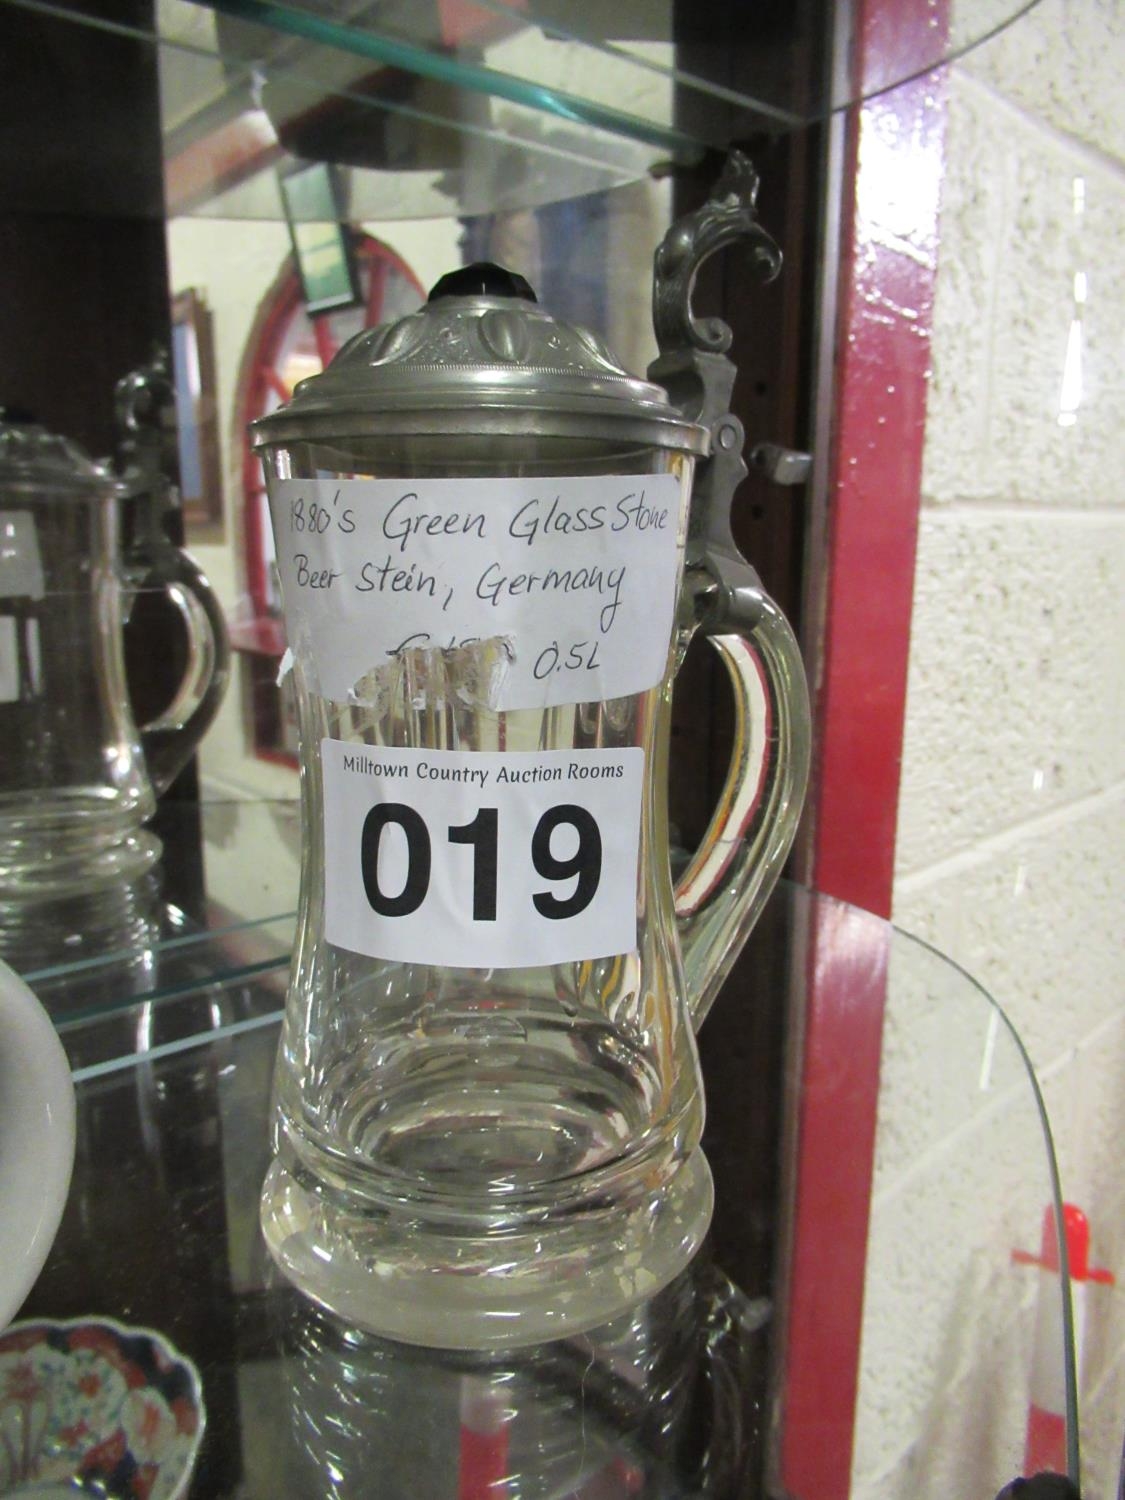 1880's Green Glass Stone
Beer Stein, Germany
0.5L
Milltown Country Auction Rooms
019